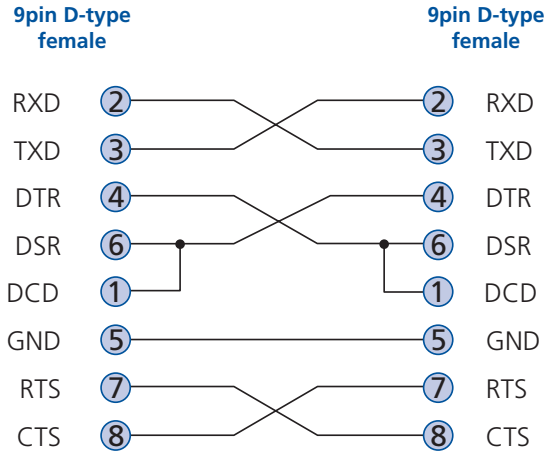 9pin D-type 9pin D-type
female female
RXD 2 2 RXD
TXD 3 3 TXD
DTR 4 4 DTR
DSR 6 6 DSR
DCD 1 1 DCD
GND 5 5 GND
RTS 7 7 RTS
CTS 8 8 CTS